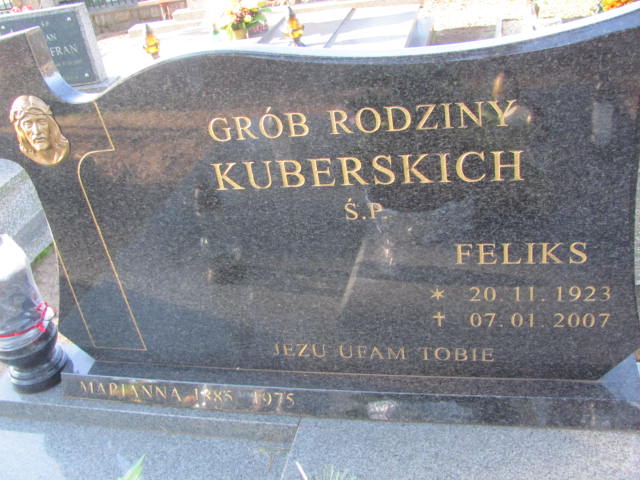 GRÓB RODZINY
KUBERSKICH
Ś.P.
FELIKS
* 20.11.1923
✝ 07.01.2007
JEZU UFAM TOBIE
MARIANNA 1885 1975